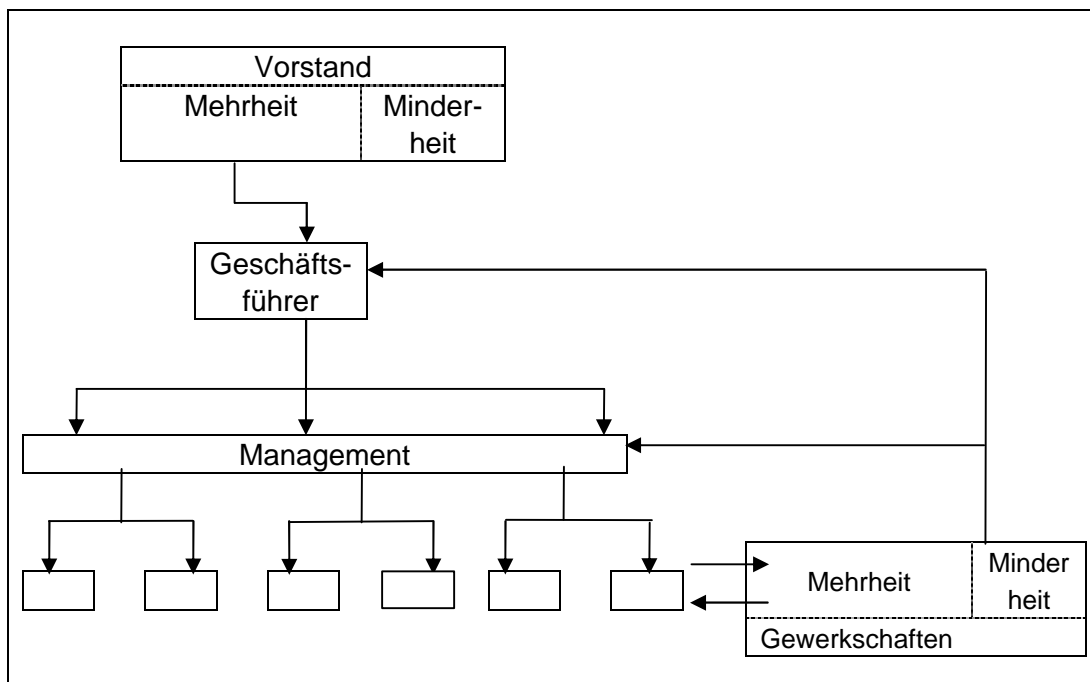 Vorstand
Mehrheit
Minder-
heit
Geschäfts-
führer
Management
Mehrheit
Minder
heit
Gewerkschaften